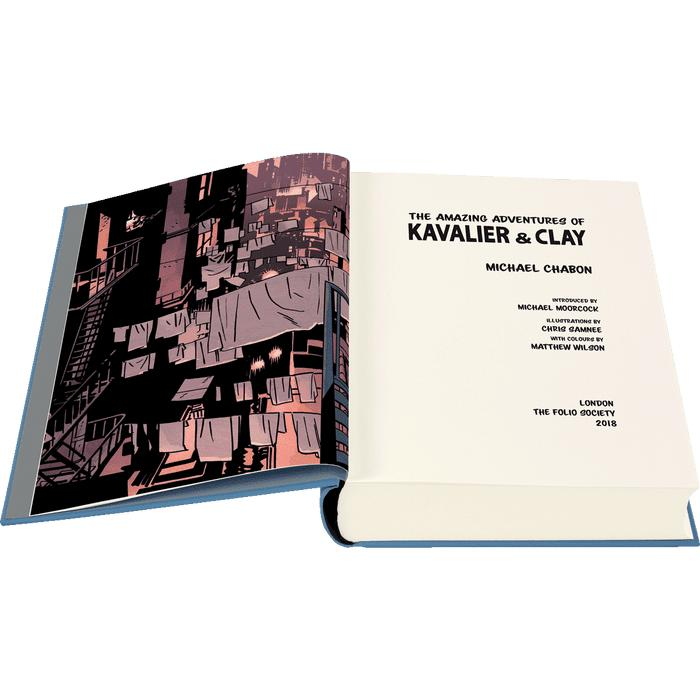 THE AMAZING ADVENTURES OF
KAVALIER & CLAY
MICHAEL CHABON
INTRODUCED BY
MICHAEL MOORCOCK
ILLUSTRATIONS BY
CHRIS SAMNEE
WITH COLOURS BY
MATTHEW WILSON
LONDON
THE FOLIO SOCIETY
2018